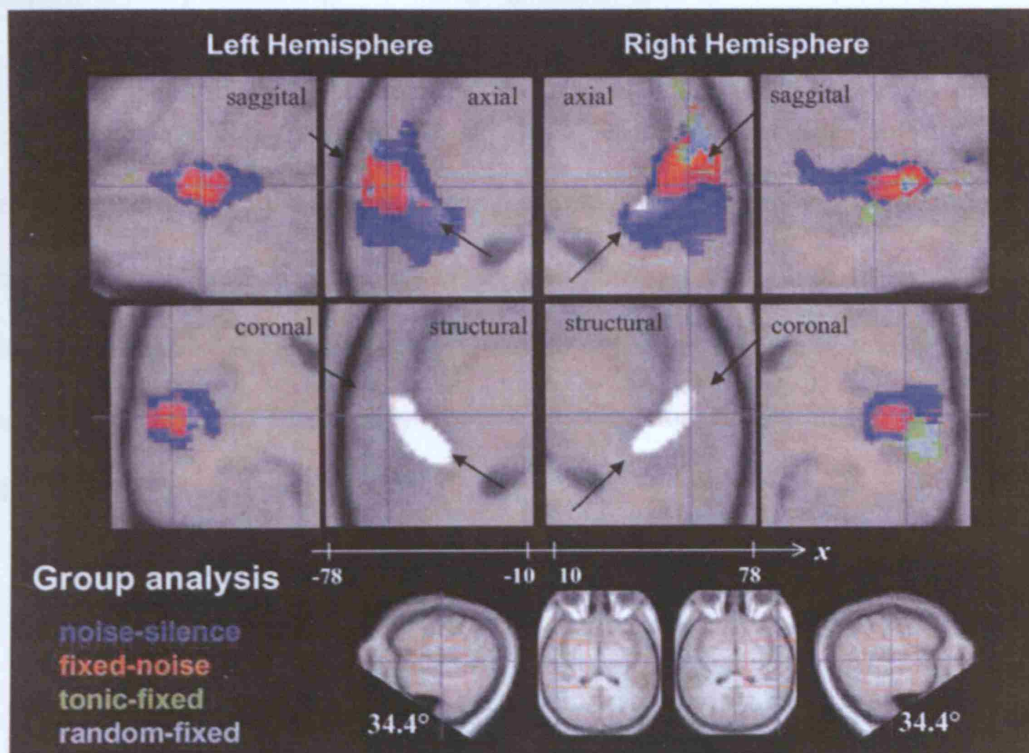 Left Hemisphere Right Hemisphere
saggital axial axial saggital
coronal structural structural coronal
x
-78 -10 10 78
Group analysis
noise-silence
fixed-noise
tonic-fixed
random-fixed
34.4° 34.4°